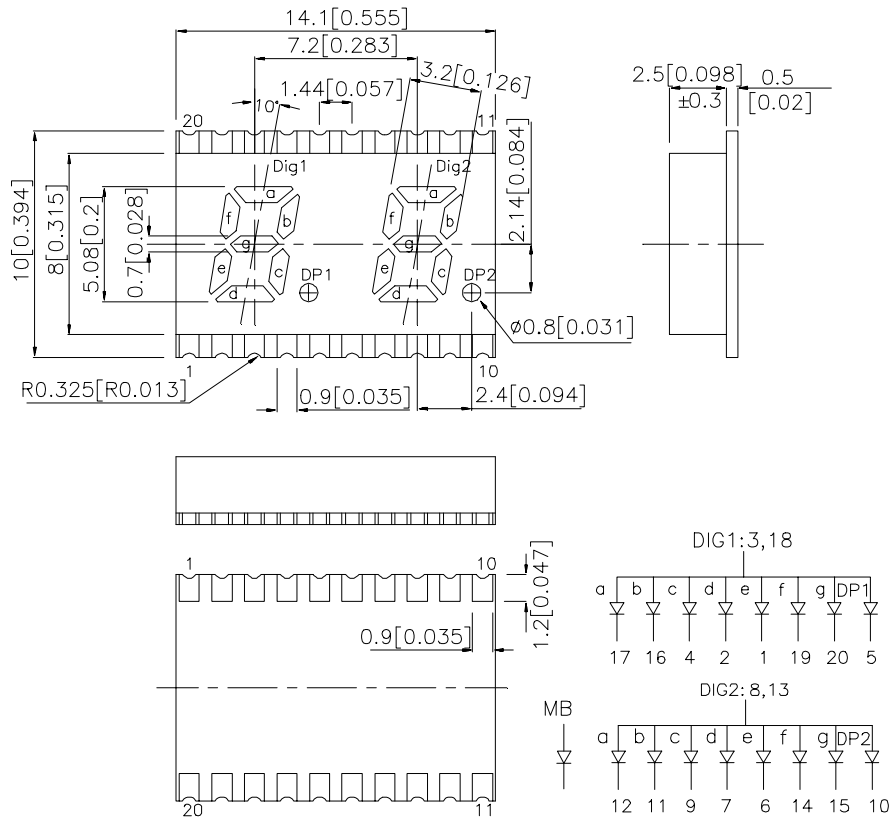 14.1[0.555]
7.2[0.283]
1.44[0.057]
3.2[0.126]
10°
20
11
Dig1
Dig2
a
b
c
d
e
f
g
DP1
a
b
c
d
e
f
g
DP2
10[0.394]
8[0.315]
5.08[0.2]
0.7[0.028]
2.14[0.084]
ø0.8[0.031]
1
10
R0.325[R0.013]
0.9[0.035]
2.4[0.094]
2.5[0.098]
±0.3
0.5
[0.02]
1
10
1.2[0.047]
0.9[0.035]
20
11
DIG1:3,18
a b c d e f g DP1
17 16 4 2 1 19 20 5
MB
DIG2:8,13
a b c d e f g DP2
12 11 9 7 6 14 15 10